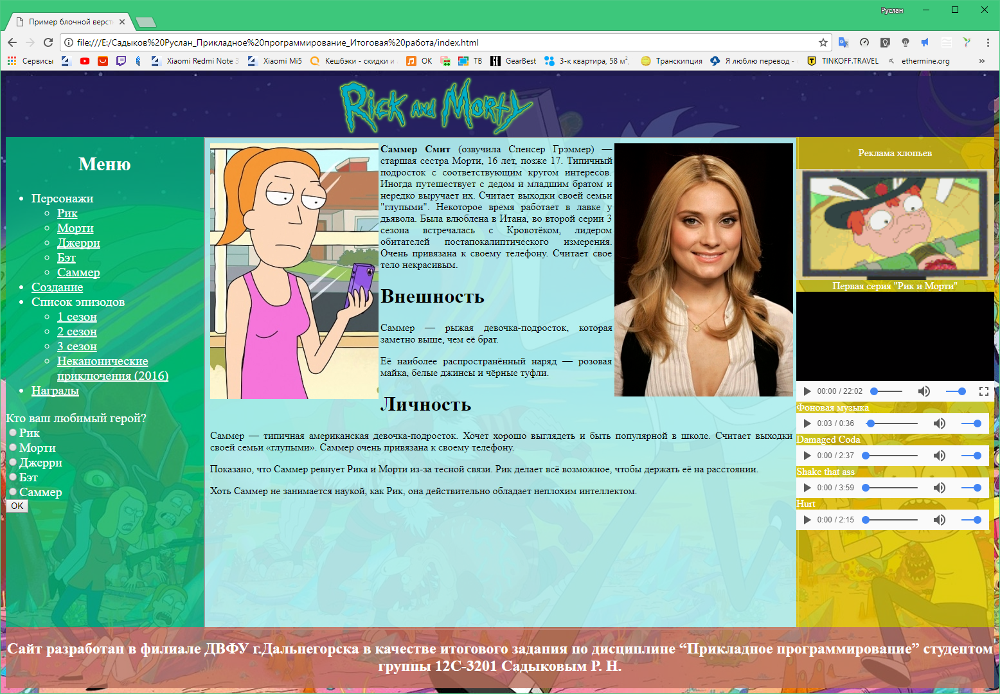 Руслан
Пример блочной верст
file:///E:/Садыков%20Руслан_Прикладное%20программирование_Итоговая%20работа/index.html
Сервисы
Xiaomi Redmi Note 3
Xiaomi Mi5
Кешбэки - скидки и
OK
ТВ
GearBest
3-к квартира, 58 м²,
Транскипция
Я люблю перевод -
TINKOFF.TRAVEL
ethermine.org
»
Rick and Morty
Меню
Персонажи
Рик
Морти
Джерри
Бэт
Саммер
Создание
Список эпизодов
1 сезон
2 сезон
3 сезон
Неканонические
приключения (2016)
Награды
Кто ваш любимый герой?
Рик
Морти
Джерри
Бэт
Саммер
OK
Саммер Смит (озвучила Спенсер Грэммер) —
старшая сестра Морти, 16 лет, позже 17. Типичный
подросток с соответствующим кругом интересов.
Иногда путешествует с дедом и младшим братом и
нередко выручает их. Считает выходки своей семьи
"глупыми". Некоторое время работает в лавке у
дьявола. Была влюблена в Итана, во второй серии 3
сезона встречалась с Кровотёком, лидером
обитателей постапокалиптического измерения.
Очень привязана к своему телефону. Считает свое
тело некрасивым.
Внешность
Саммер — рыжая девочка-подросток, которая
заметно выше, чем её брат.
Её наиболее распространённый наряд — розовая
майка, белые джинсы и чёрные туфли.
Личность
Саммер — типичная американская девочка-подросток. Хочет хорошо выглядеть и быть популярной в школе. Считает выходки
своей семьи «глупыми». Саммер очень привязана к своему телефону.
Показано, что Саммер ревнует Рика и Морти из-за тесной связи. Рик делает всё возможное, чтобы держать её на расстоянии.
Хоть Саммер не занимается наукой, как Рик, она действительно обладает неплохим интеллектом.
Реклама хлопьев
Первая серия "Рик и Морти"
00:00 / 22:02
Фоновая музыка
0:03 / 0:36
Damaged Coda
0:00 / 2:37
Shake that ass
0:00 / 3:59
Hurt
0:00 / 2:15
Сайт разработан в филиале ДВФУ г.Дальнегорска в качестве итогового задания по дисциплине “Прикладное программирование” студентом
группы 12С-3201 Садыковым Р. Н.